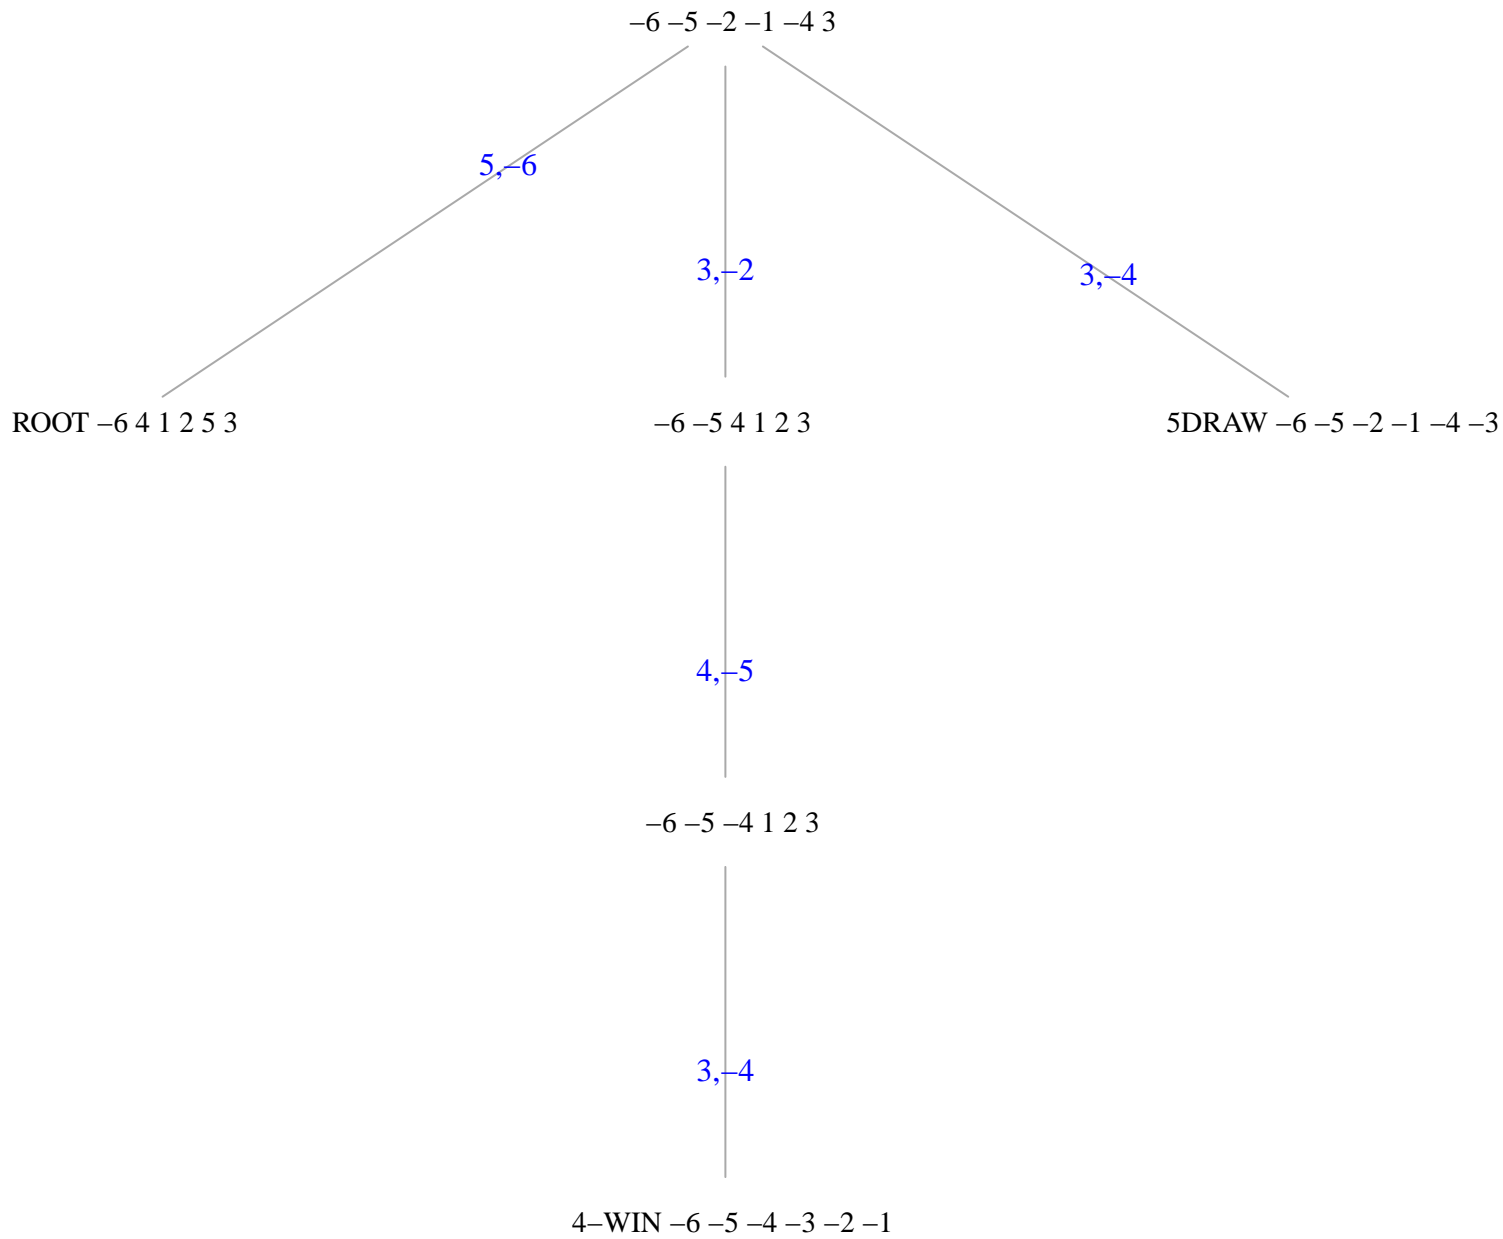 –6 –5 –2 –1 –4 3
5,–6
3,–2
3,–4
ROOT –6 4 1 2 5 3
–6 –5 4 1 2 3
5DRAW –6 –5 –2 –1 –4 –3
4,–5
–6 –5 –4 1 2 3
3,–4
4–WIN –6 –5 –4 –3 –2 –1